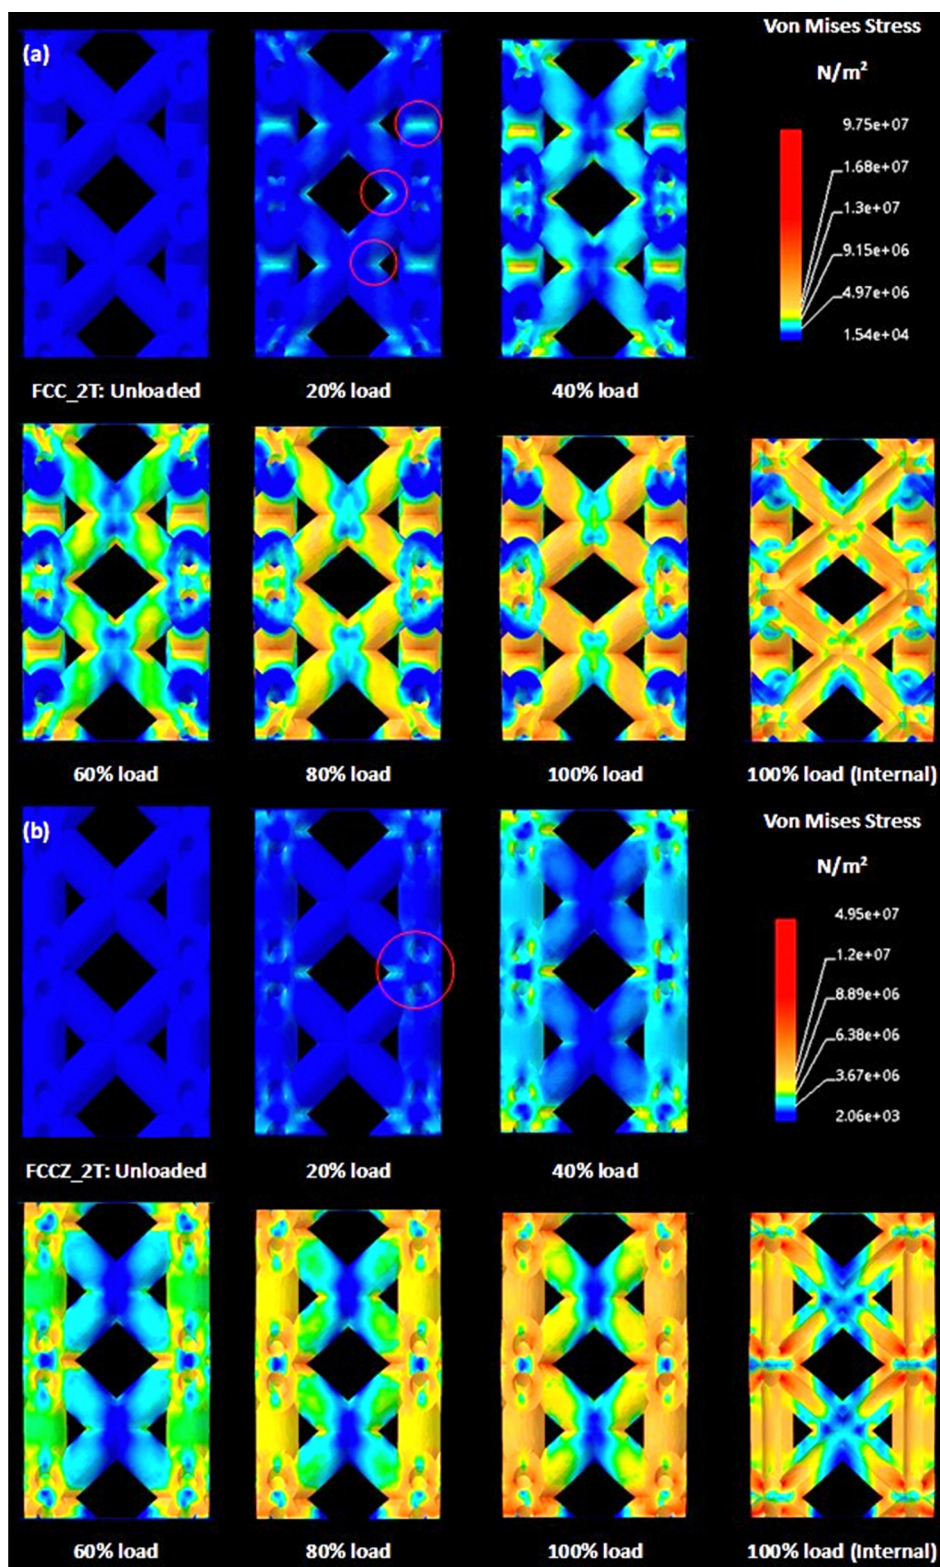 (a)
Von Mises Stress
N/m²
9.75e+07
1.68e+07
1.3e+07
9.15e+06
4.97e+06
1.54e+04
FCC_2T: Unloaded
20% load
40% load
60% load
80% load
100% load
100% load (Internal)
(b)
Von Mises Stress
N/m²
4.95e+07
1.2e+07
8.89e+06
6.38e+06
3.67e+06
2.06e+03
FCCZ_2T: Unloaded
20% load
40% load
60% load
80% load
100% load
100% load (Internal)